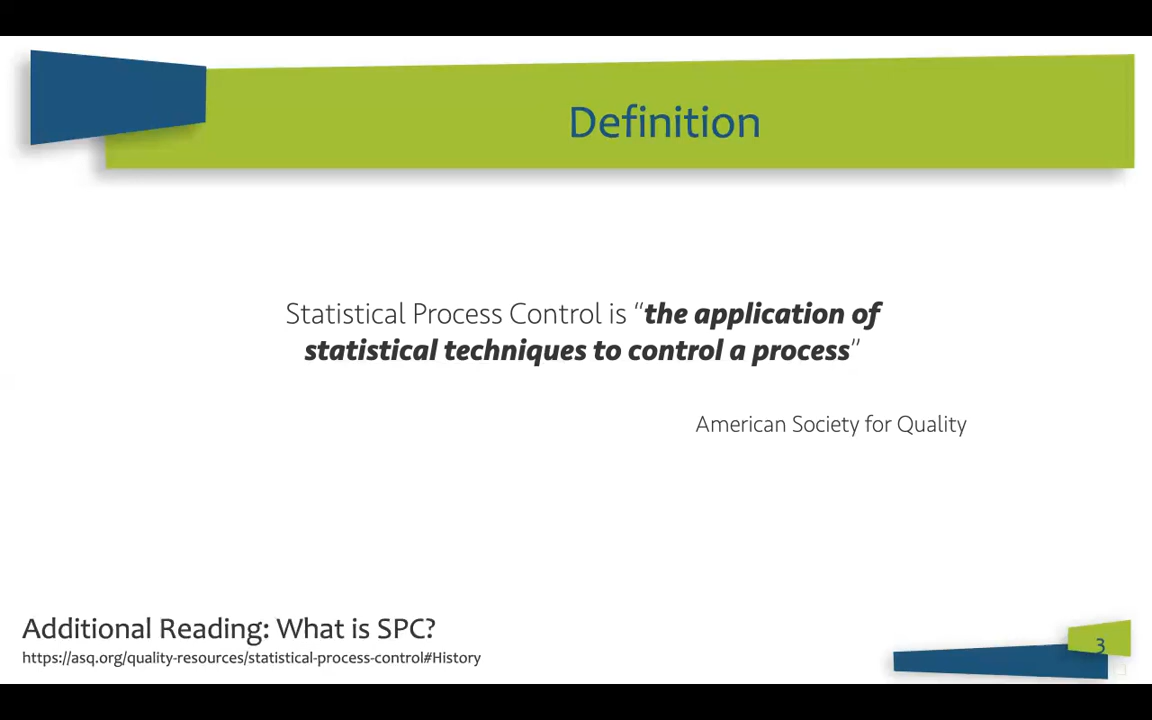 Definition
Statistical Process Control is “the application of
statistical techniques to control a process”
American Society for Quality
Additional Reading: What is SPC?
https://asq.org/quality-resources/statistical-process-control#History
3